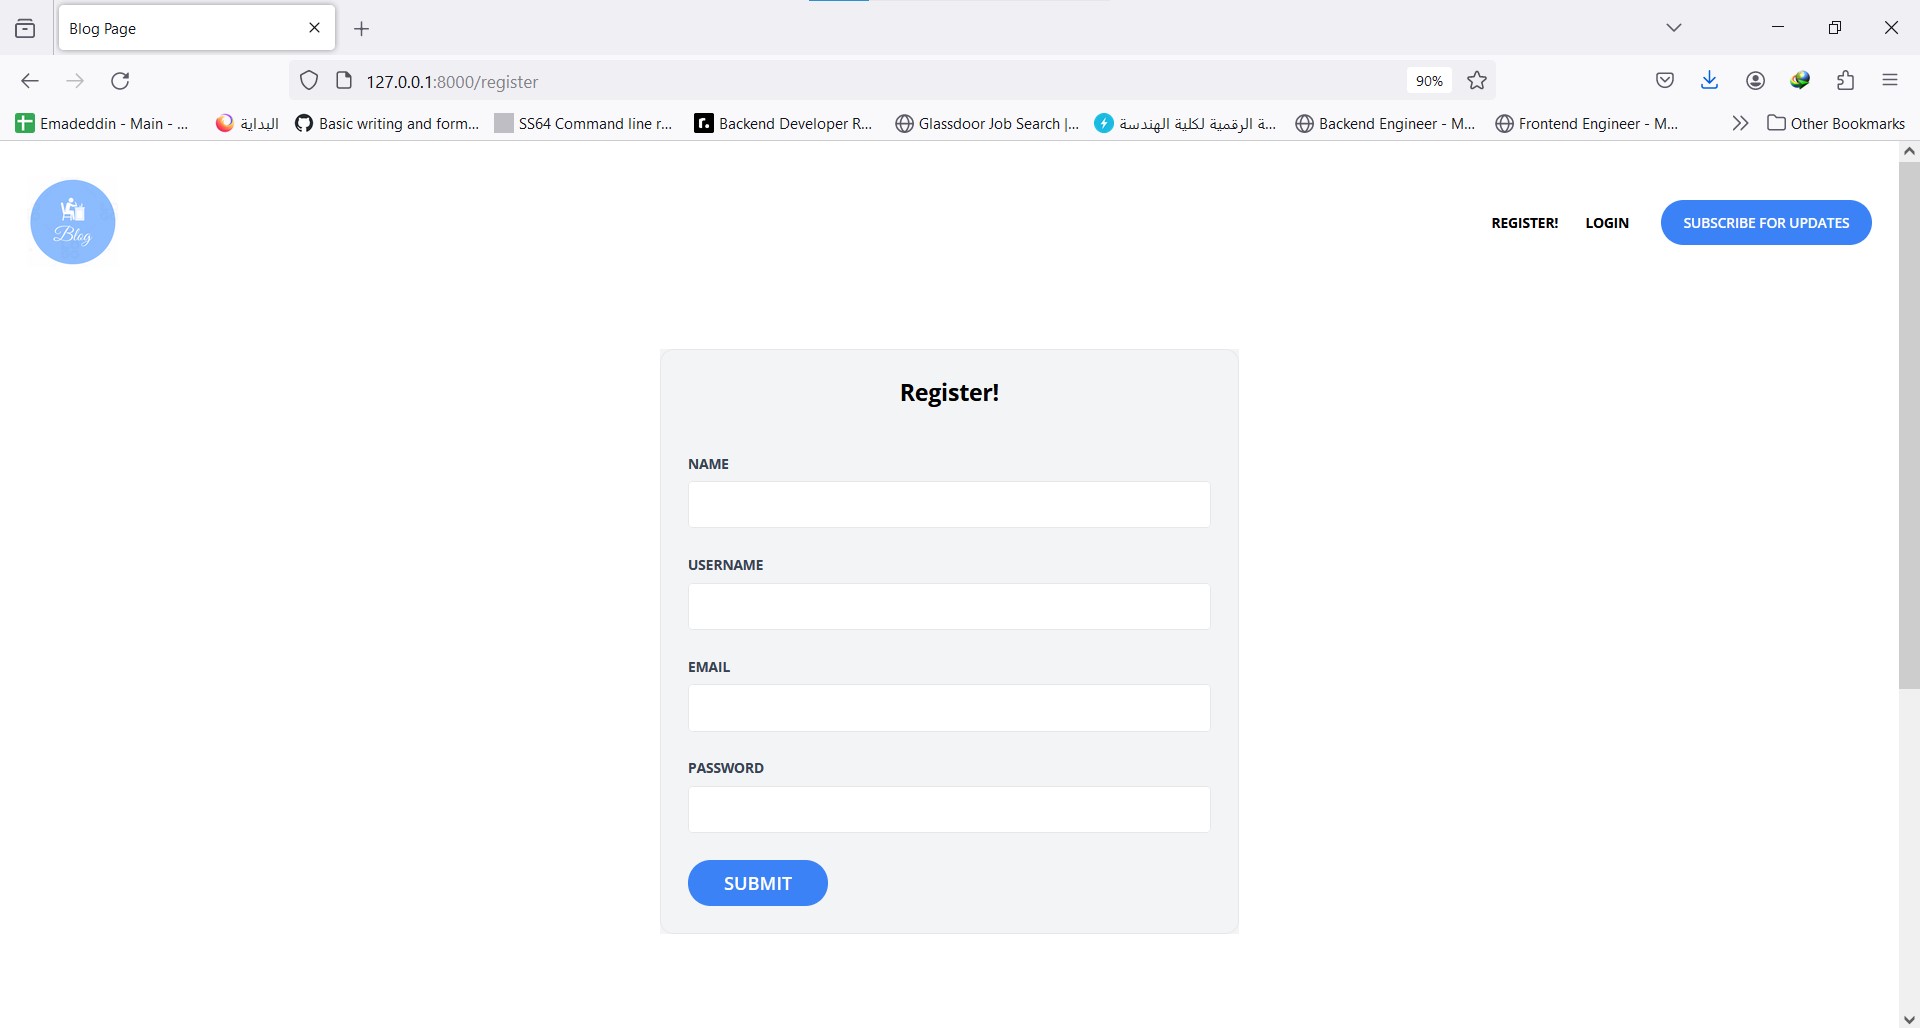 Blog Page
127.0.0.1:8000/register
90%
Emadeddin - Main - ...
البداية
Basic writing and form...
SS64 Command line r...
Backend Developer R...
Glassdoor Job Search |...
ة الرقمية لكلية الهندسة...
Backend Engineer - M...
Frontend Engineer - M...
Other Bookmarks
Blog
REGISTER!
LOGIN
SUBSCRIBE FOR UPDATES
Register!
NAME
USERNAME
EMAIL
PASSWORD
SUBMIT